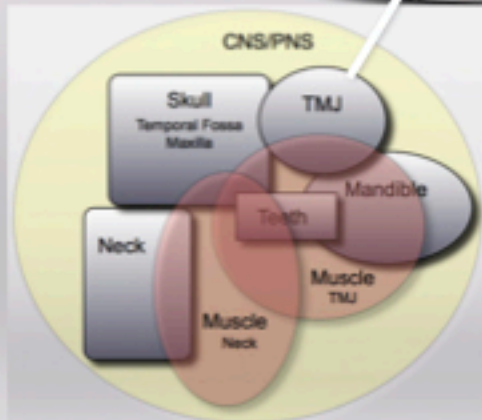 CNS/PNS
Skull
Temporal Fossa
Maxilla
TMJ
Mandible
Teeth
Neck
Muscle
TMJ
Muscle
Neck